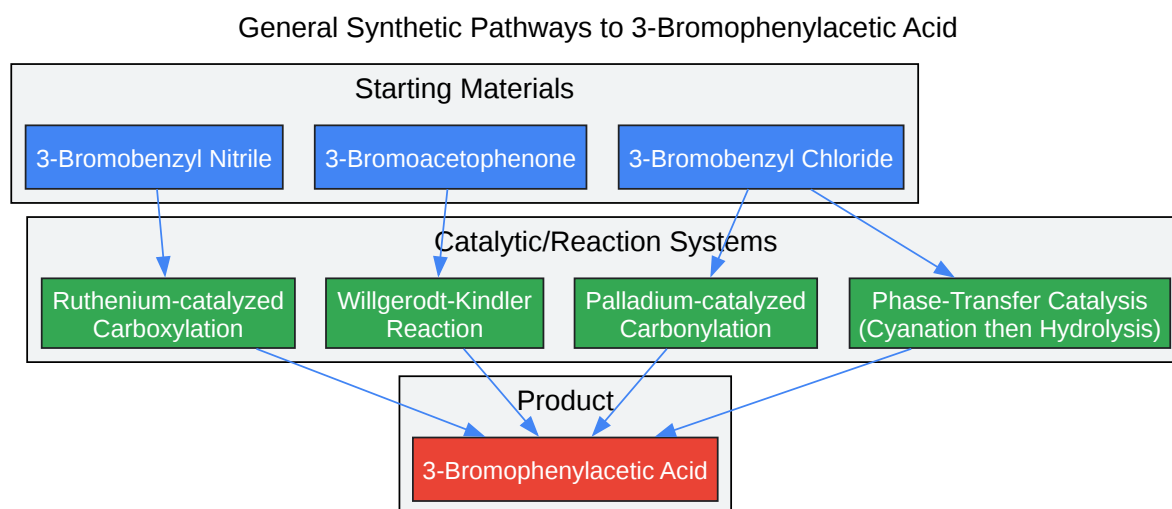 General Synthetic Pathways to 3-Bromophenylacetic Acid
Starting Materials
3-Bromobenzyl Nitrile
3-Bromoacetophenone
3-Bromobenzyl Chloride
Catalytic/Reaction Systems
Ruthenium-catalyzed
Carboxylation
Willgerodt-Kindler
Reaction
Palladium-catalyzed
Carbonylation
Phase-Transfer Catalysis
(Cyanation then Hydrolysis)
Product
3-Bromophenylacetic Acid